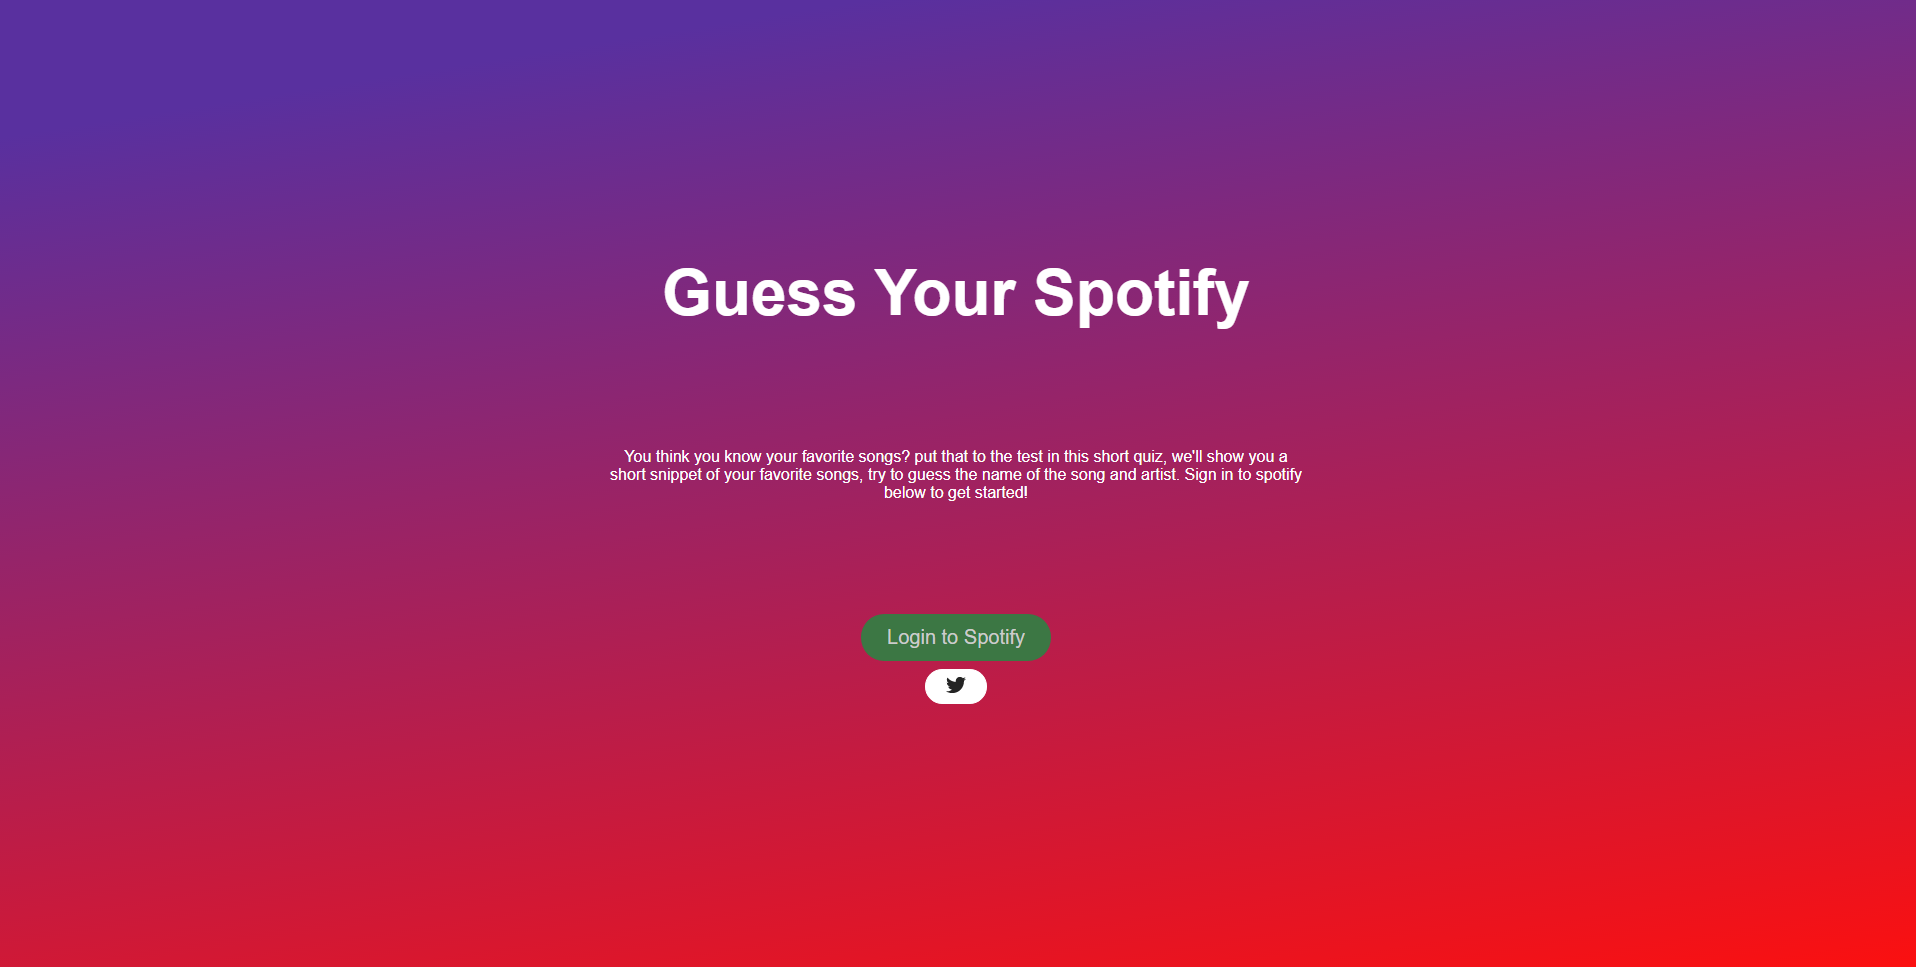 Guess Your Spotify
You think you know your favorite songs? put that to the test in this short quiz, we'll show you a
short snippet of your favorite songs, try to guess the name of the song and artist. Sign in to spotify
below to get started!
Login to Spotify